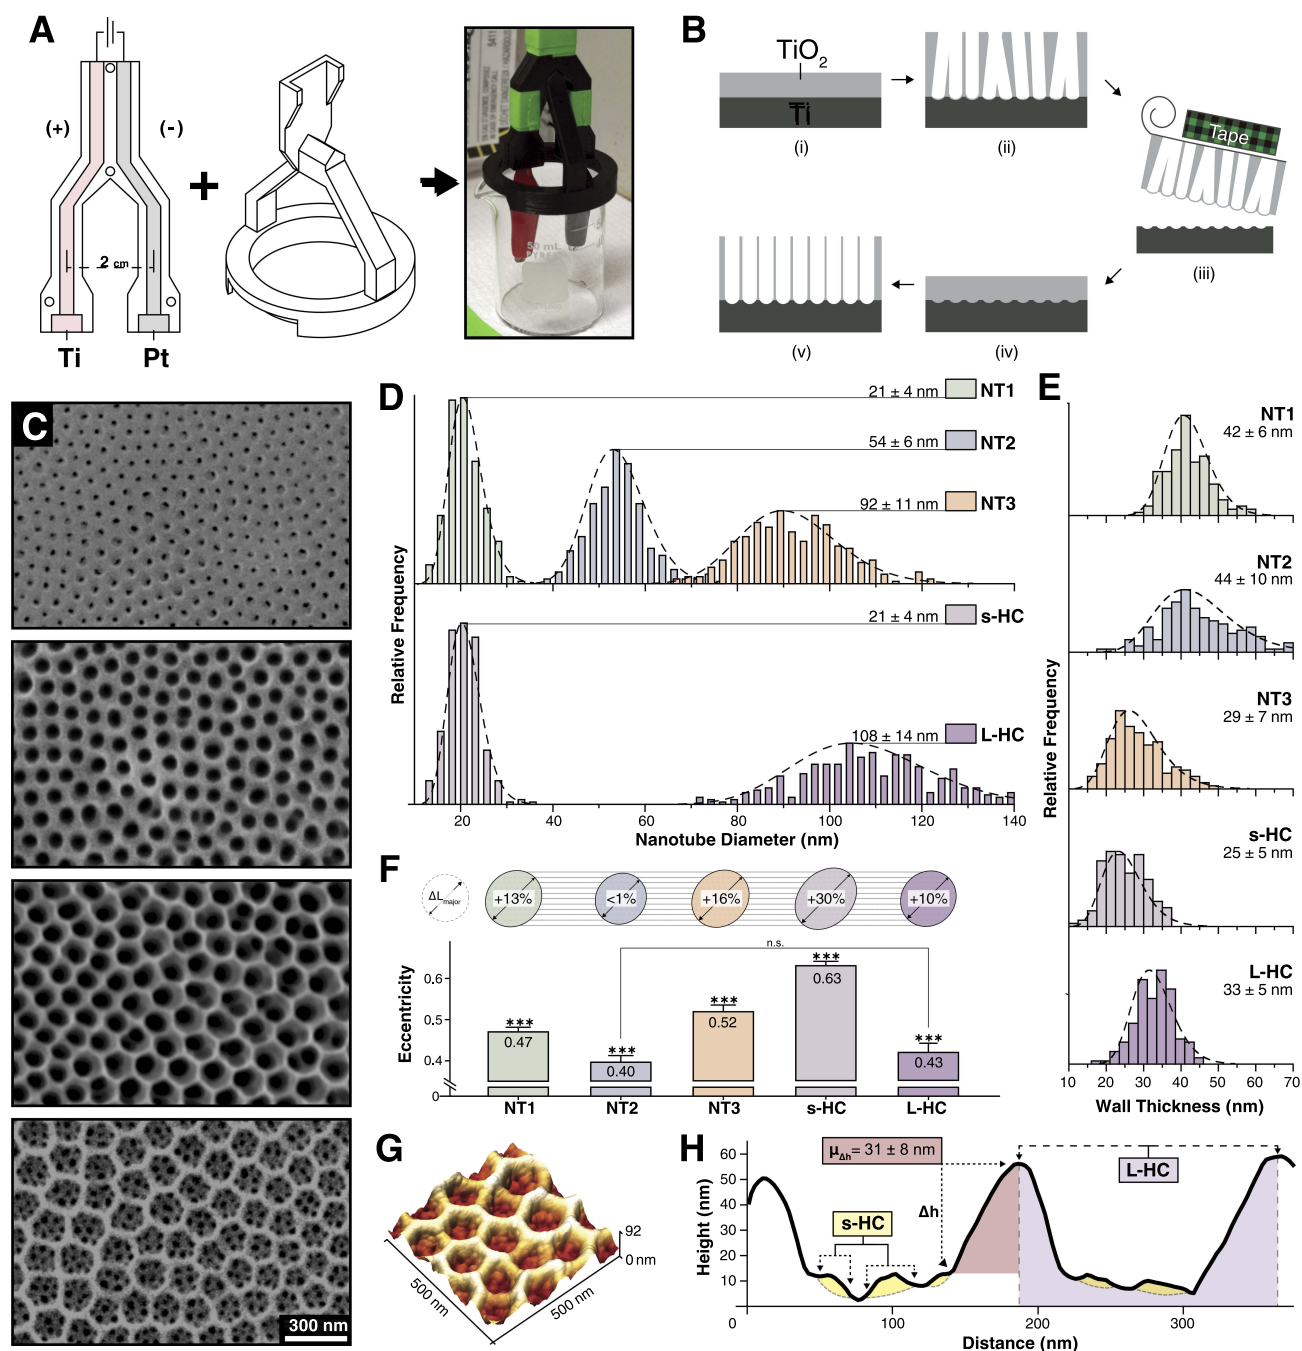 A
(+)
(-)
2 cm
Ti
Pt
50 mL
B
TiO2
Ti
(i)
(ii)
Tape
(iii)
(iv)
(v)
C
300 nm
D
21 ± 4 nm NT1
54 ± 6 nm NT2
92 ± 11 nm NT3
21 ± 4 nm s-HC
108 ± 14 nm L-HC
Relative Frequency
20 40 60 80 100 120 140
Nanotube Diameter (nm)
E
NT1
42 ± 6 nm
NT2
44 ± 10 nm
NT3
29 ± 7 nm
s-HC
25 ± 5 nm
L-HC
33 ± 5 nm
Relative Frequency
10 20 30 40 50 60 70
Wall Thickness (nm)
F
ΔLmajor
+13%
<1%
+16%
+30%
+10%
n.s.
Eccentricity
0.6
0.5
0.4
0
*** 0.47
*** 0.40
*** 0.52
*** 0.63
*** 0.43
NT1 NT2 NT3 s-HC L-HC
G
92
0 nm
500 nm
500 nm
H
μΔh = 31 ± 8 nm
L-HC
s-HC
Δh
Height (nm)
60
50
40
30
20
10
0 100 200 300
Distance (nm)